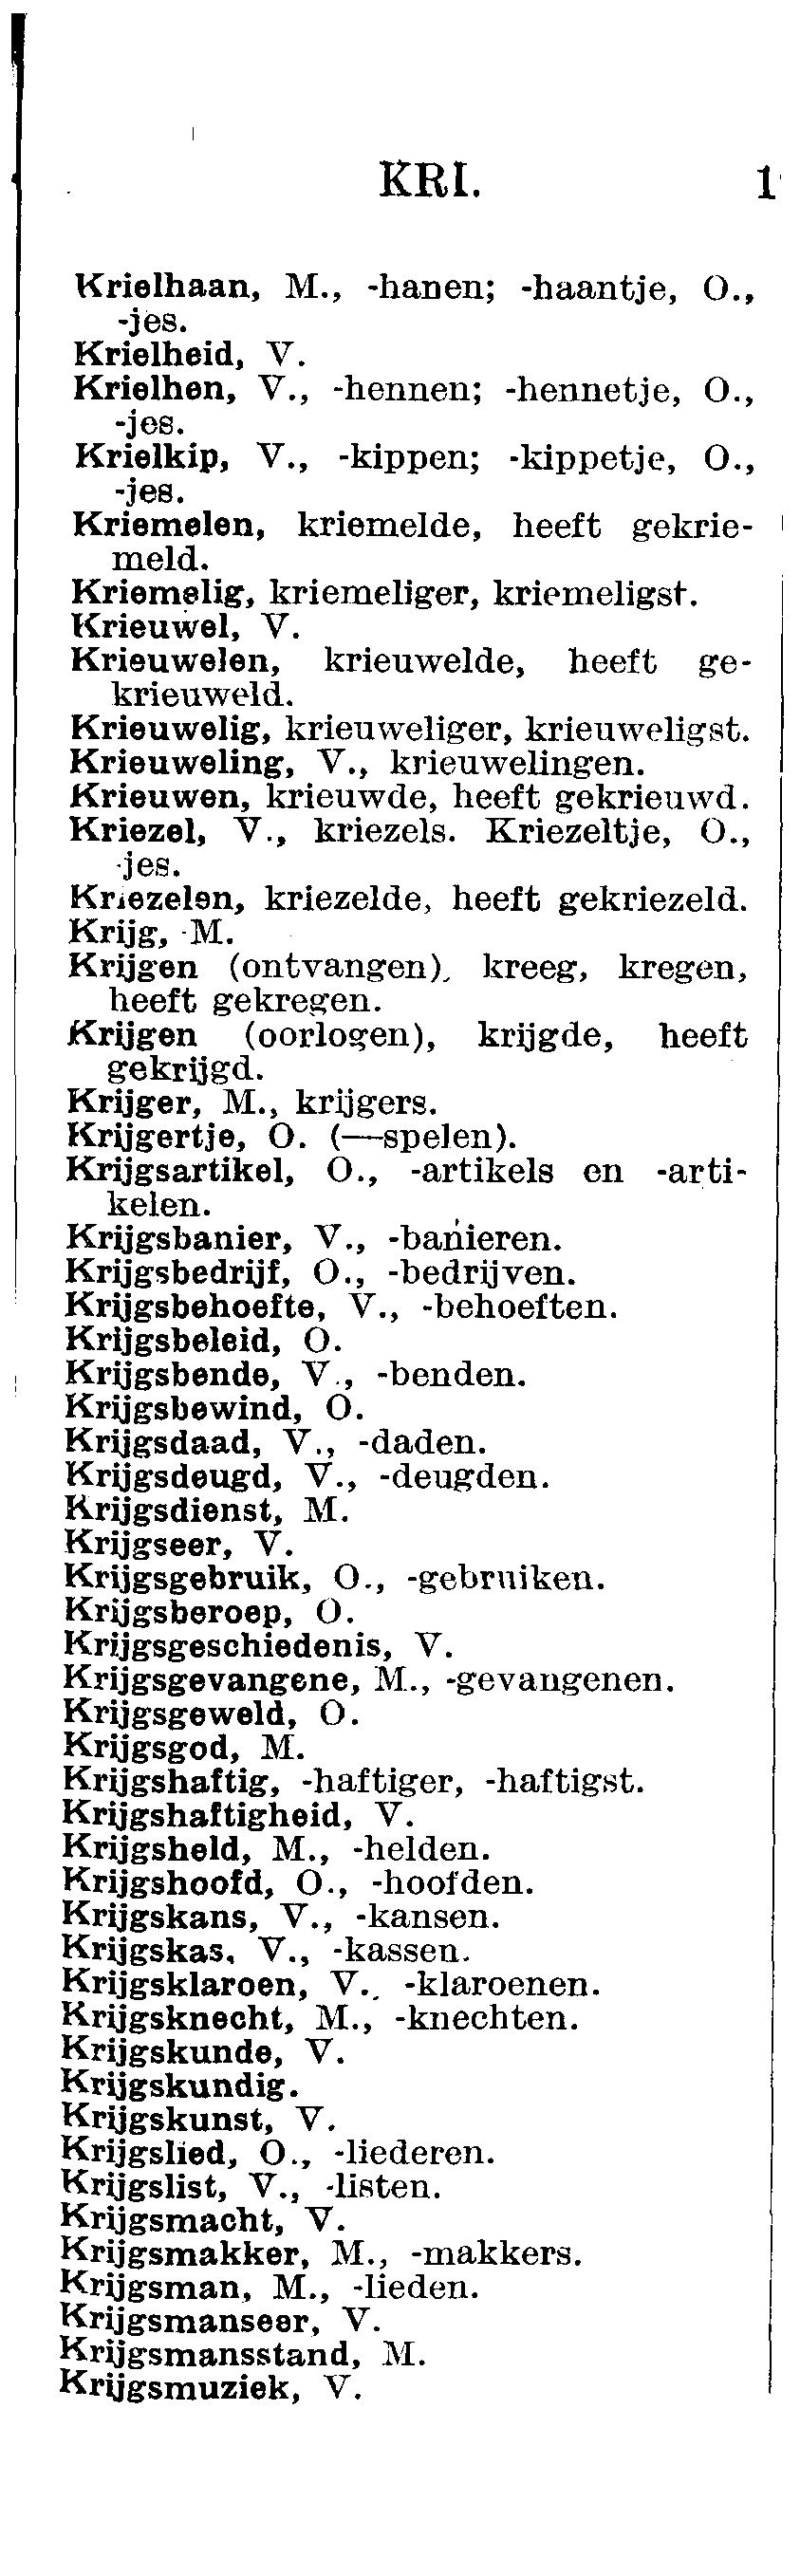 KRI. 1
Krielhaan, M., -hanen; -haantje, O.,
-jes.
Krielheid, V.
Krielhen, V., -hennen; -hennetje, O.,
-jes.
Krielkip, V., -kippen; -kippetje, O.,
-jes.
Kriemelen, kriemelde, heeft gekrie-
meld.
Kriemelig, kriemeliger, kriemeligst.
Krieuwel, V.
Krieuwelen, krieuwelde, heeft ge-
krieuweld.
Krieuwelig, krieuweliger, krieuweligst.
Krieuweling, V., krieuwelingen.
Krieuwen, krieuwde, heeft gekrieuwd.
Kriezel, V., kriezels. Kriezeltje, O.,
-jes.
Kriezelen, kriezelde, heeft gekriezeld.
Krijg, M.
Krijgen (ontvangen), kreeg, kregen,
heeft gekregen.
Krijgen (oorlogen), krijgde, heeft
gekrijgd.
Krijger, M., krijgers.
Krijgertje, O. (—spelen).
Krijgsartikel, O., -artikels en -arti-
kelen.
Krijgsbanier, V., -banieren.
Krijgsbedrijf, O., -bedrijven.
Krijgsbehoefte, V., -behoeften.
Krijgsbeleid, O.
Krijgsbende, V., -benden.
Krijgsbewind, O.
Krijgsdaad, V., -daden.
Krijgsdeugd, V., -deugden.
Krijgsdienst, M.
Krijgseer, V.
Krijgsgebruik, O., -gebruiken.
Krijgsberoep, O.
Krijgsgeschiedenis, V.
Krijgsgevangene, M., -gevangenen.
Krijgsgeweld, O.
Krijgsgod, M.
Krijgshaftig, -haftiger, -haftigst.
Krijgshaftigheid, V.
Krijgsheld, M., -helden.
Krijgshoofd, O., -hoofden.
Krijgskans, V., -kansen.
Krijgskas, V., -kassen.
Krijgsklaroen, V., -klaroenen.
Krijgsknecht, M., -knechten.
Krijgskunde, V.
Krijgskundig.
Krijgskunst, V.
Krijgslied, O., -liederen.
Krijgslist, V., -listen.
Krijgsmacht, V.
Krijgsmakker, M., -makkers.
Krijgsman, M., -lieden.
Krijgsmanseer, V.
Krijgsmansstand, M.
Krijgsmuziek, V.